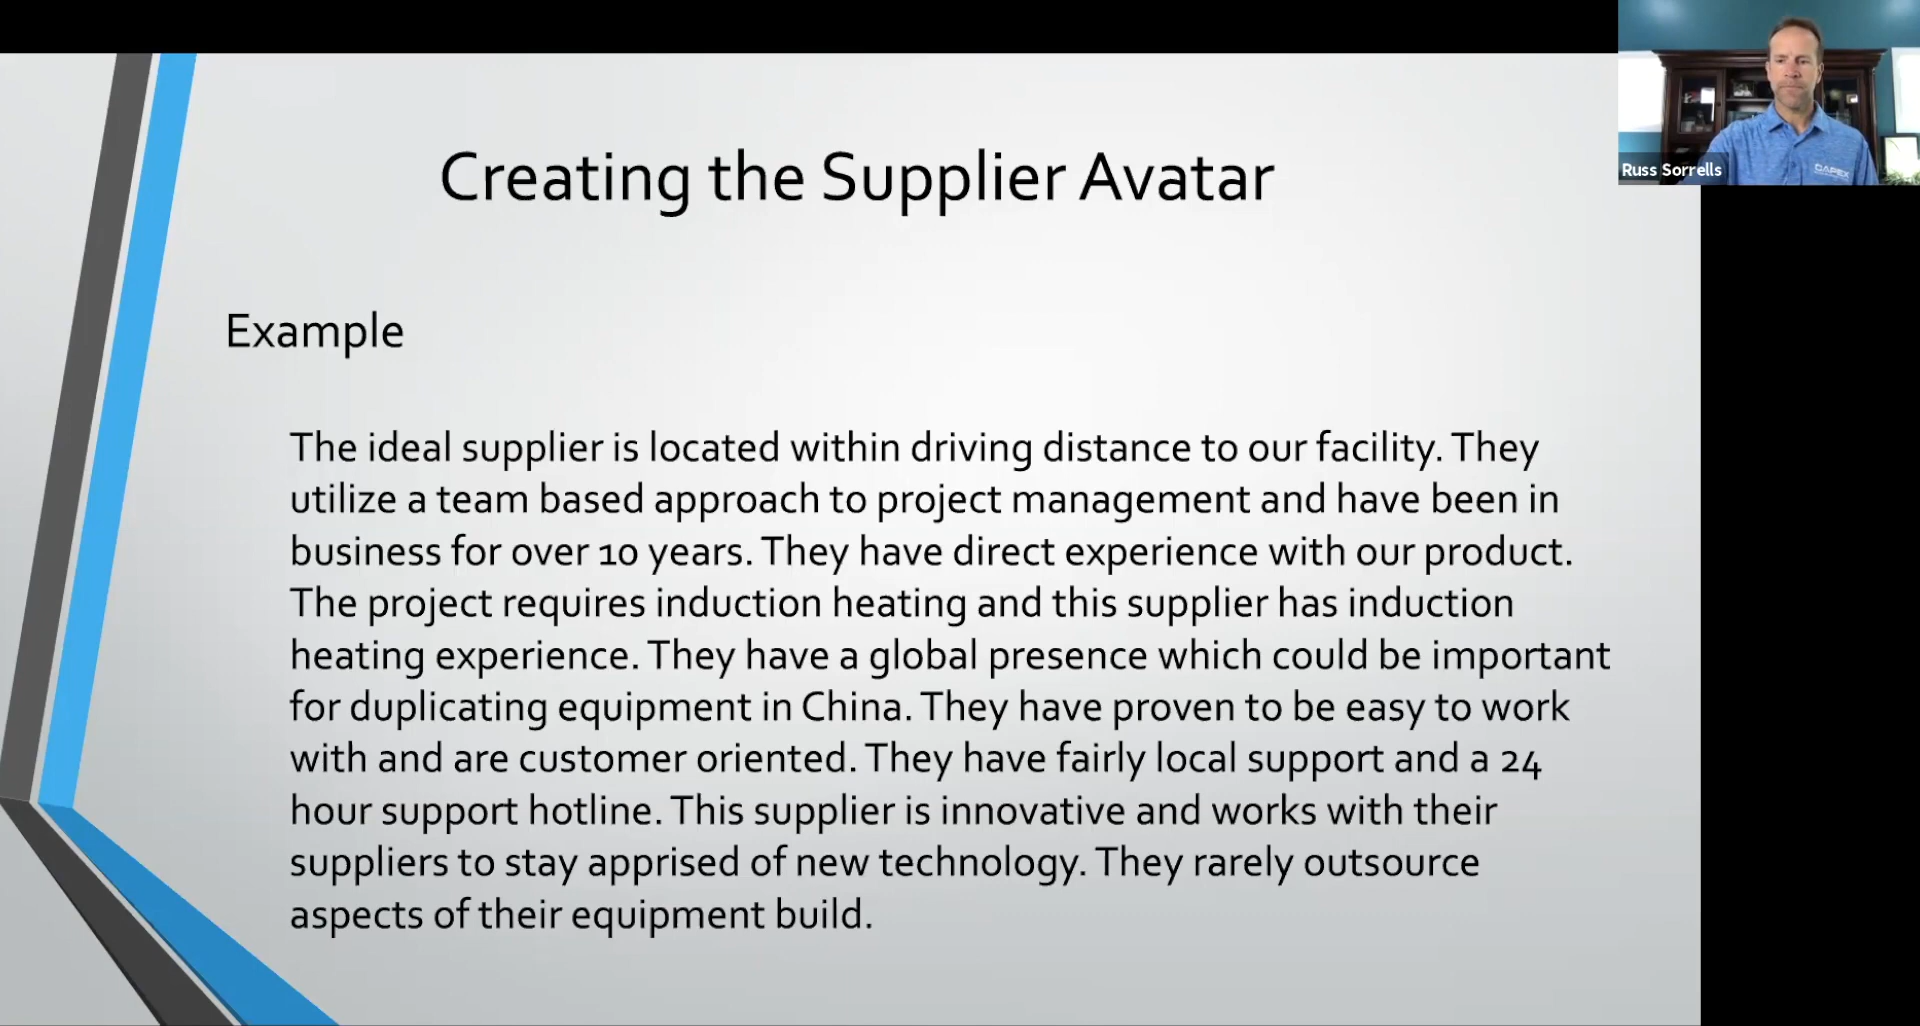 Creating the Supplier Avatar
Example
The ideal supplier is located within driving distance to our facility. They
utilize a team based approach to project management and have been in
business for over 10 years. They have direct experience with our product.
The project requires induction heating and this supplier has induction
heating experience. They have a global presence which could be important
for duplicating equipment in China. They have proven to be easy to work
with and are customer oriented. They have fairly local support and a 24
hour support hotline. This supplier is innovative and works with their
suppliers to stay apprised of new technology. They rarely outsource
aspects of their equipment build.
Russ Sorrells
CAPEX